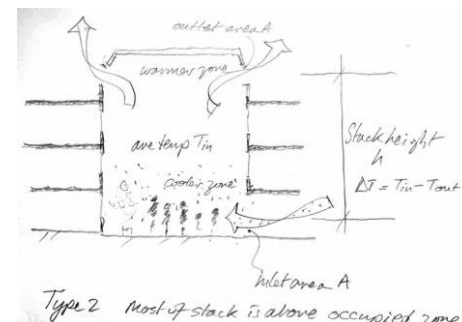 outlet area A
warmer zone
ave temp Tin
Stack height
h
cooler zone
ΔT = Tin - Tout
inlet area A
Type 2 Most of stack is above occupied zone